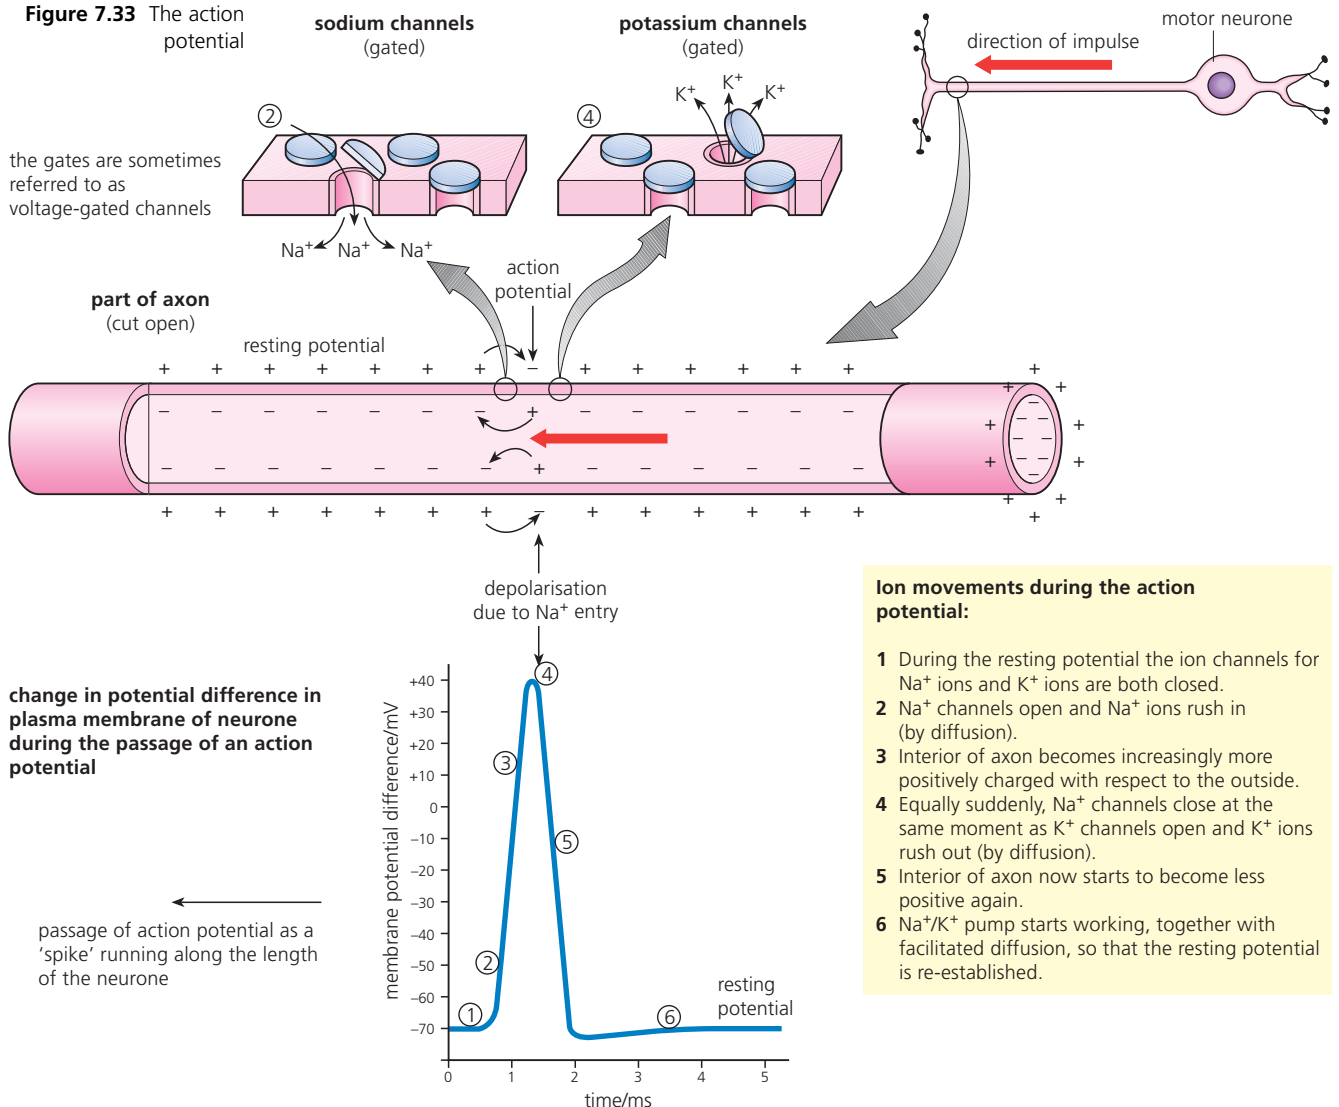 Figure 7.33 The action
potential
sodium channels
(gated)
potassium channels
(gated)
motor neurone
direction of impulse
②
Na⁺ Na⁺ Na⁺
④
K⁺ K⁺ K⁺
the gates are sometimes
referred to as
voltage-gated channels
action
potential
part of axon
(cut open)
resting potential
+ + + + + + + − + + + + + +
− − − − − − − + − − − − − −
− − − − − − − + − − − − − −
+ + + + + + + − + + + + + +
+ + + + + + + + + +
− − − − − − − −
depolarisation
due to Na⁺ entry
change in potential difference in
plasma membrane of neurone
during the passage of an action
potential
passage of action potential as a
‘spike’ running along the length
of the neurone
membrane potential difference/mV
+40
+30
+20
+10
0
−10
−20
−30
−40
−50
−60
−70
①
②
③
④
⑤
⑥
resting
potential
0 1 2 3 4 5
time/ms
Ion movements during the action
potential:
1 During the resting potential the ion channels for
Na⁺ ions and K⁺ ions are both closed.
2 Na⁺ channels open and Na⁺ ions rush in
(by diffusion).
3 Interior of axon becomes increasingly more
positively charged with respect to the outside.
4 Equally suddenly, Na⁺ channels close at the
same moment as K⁺ channels open and K⁺ ions
rush out (by diffusion).
5 Interior of axon now starts to become less
positive again.
6 Na⁺/K⁺ pump starts working, together with
facilitated diffusion, so that the resting potential
is re-established.